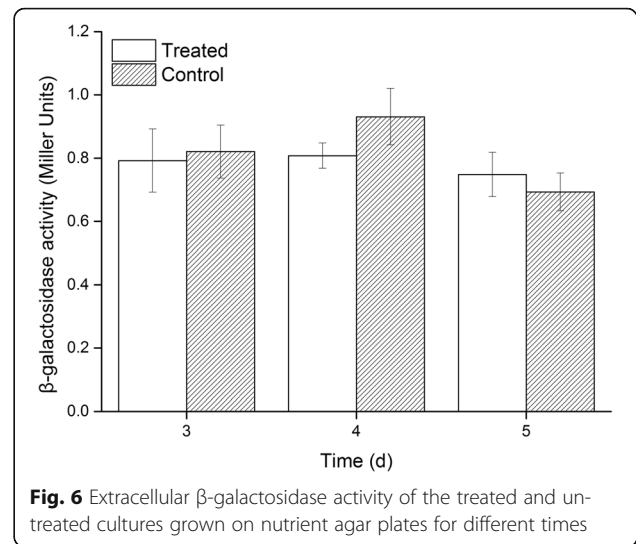 1.2
1.0
0.8
0.6
0.4
0.2
0.0
β-galactosidase activity (Miller Units)
Treated
Control
3 4 5
Time (d)
Fig. 6 Extracellular β-galactosidase activity of the treated and un-
treated cultures grown on nutrient agar plates for different times